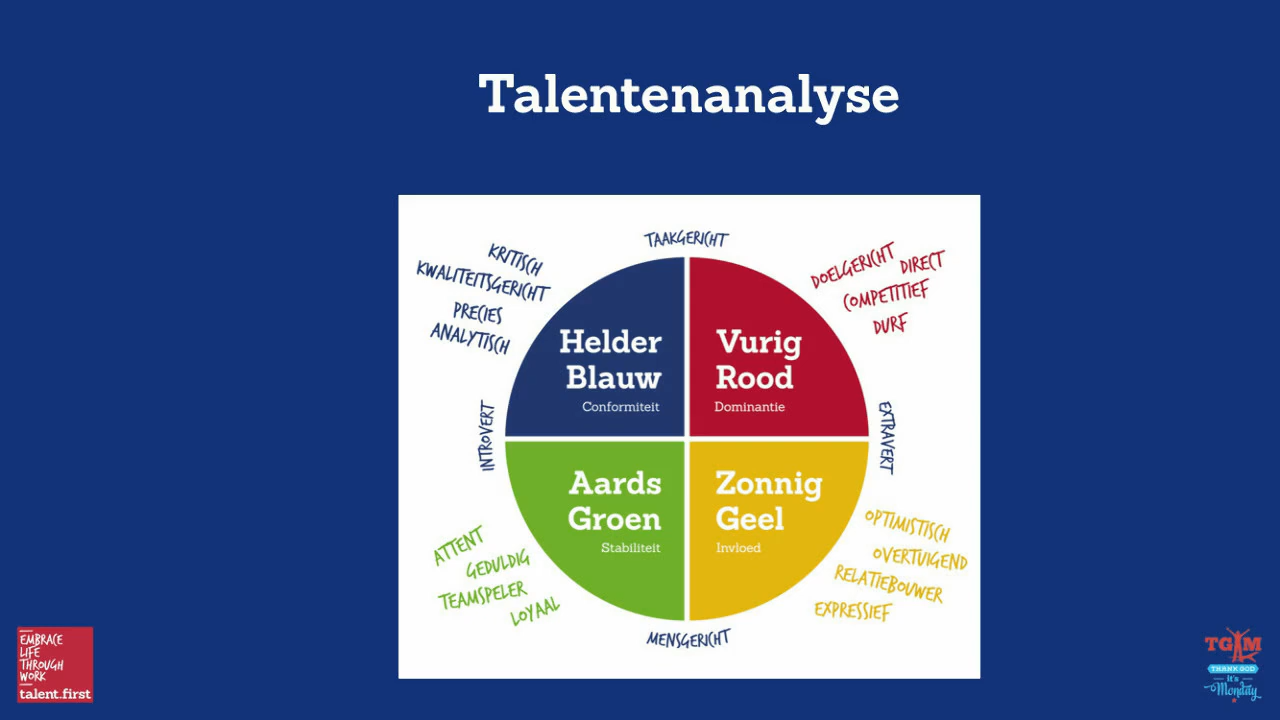 Talentenanalyse
TAAKGERICHT
KRITISCH
KWALITEITSGERICHT
PRECIES
ANALYTISCH
DOELGERICHT
DIRECT
COMPETITIEF
DURF
Helder
Blauw
Conformiteit
Vurig
Rood
Dominantie
INTROVERT
EXTRAVERT
Aards
Groen
Stabiliteit
Zonnig
Geel
Invloed
ATTENT
GEDULDIG
TEAMSPELER
LOYAAL
OPTIMISTISCH
OVERTUIGEND
RELATIEBOUWER
EXPRESSIEF
MENSGERICHT
EMBRACE
LIFE
THROUGH
WORK
talent.first
TGIM
THANK GOD
it's
Monday